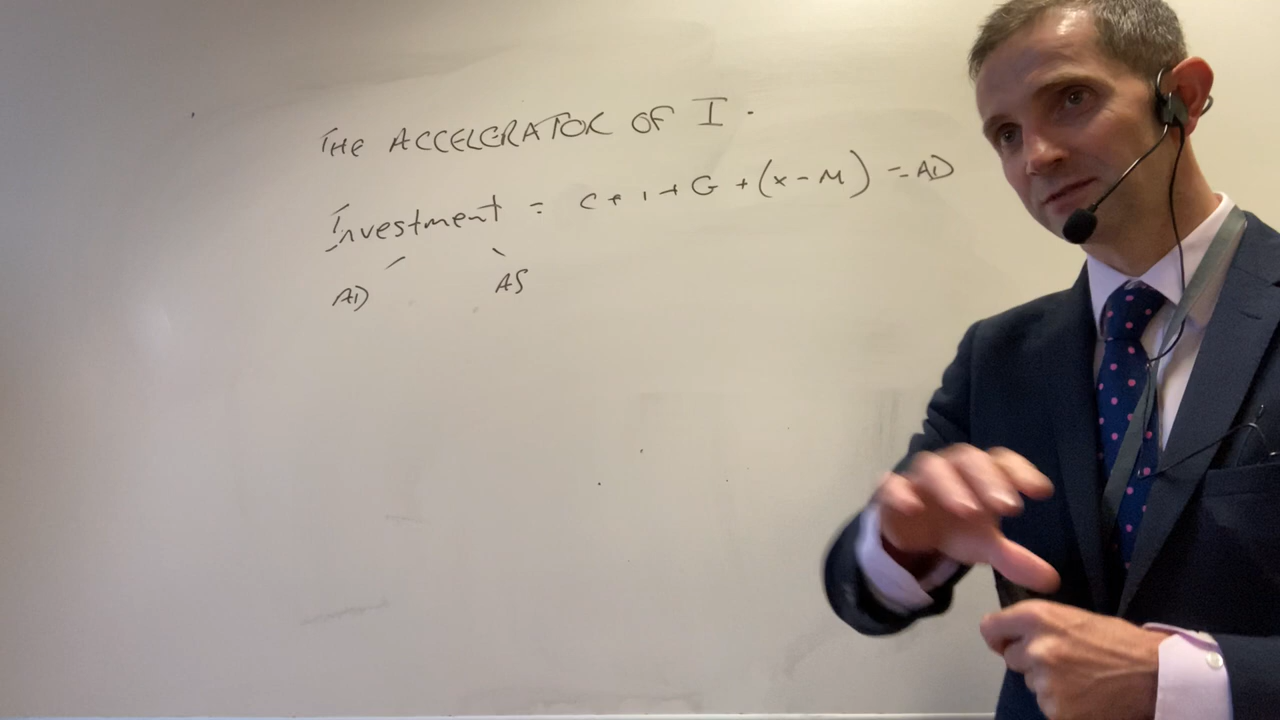 THE ACCELERATOR OF I.
Investment = C + I + G + (X - M) = AD
AD AS